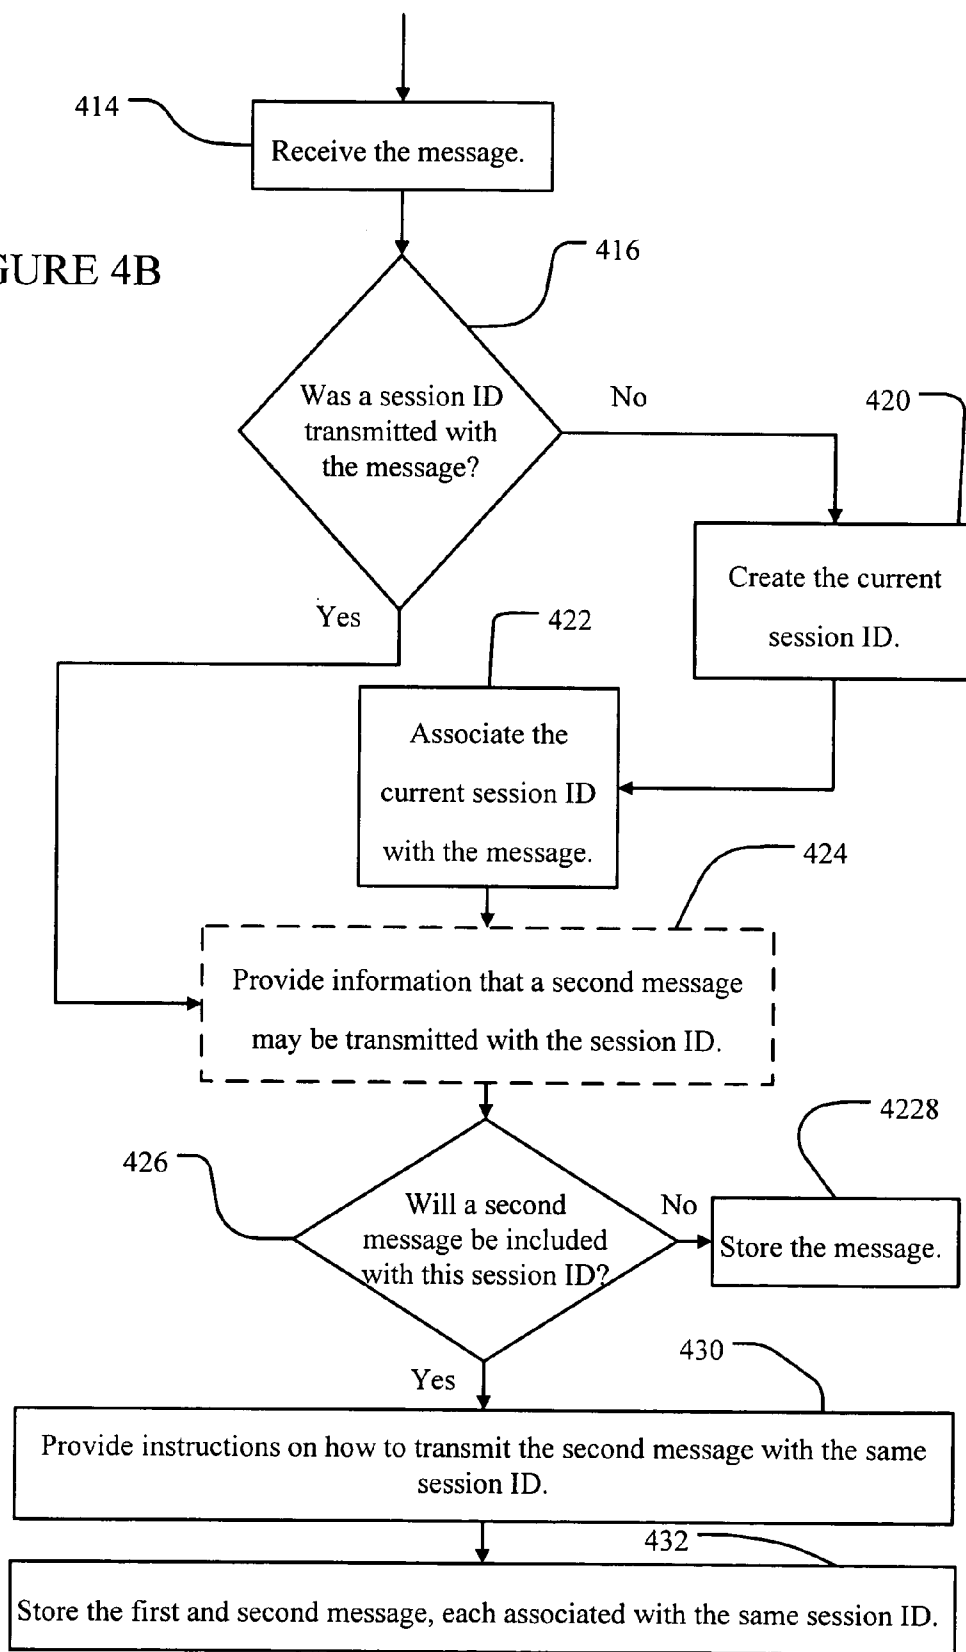 414
Receive the message.
GURE 4B
416
Was a session ID
transmitted with
the message?
No
420
Create the current
session ID.
Yes
422
Associate the
current session ID
with the message.
424
Provide information that a second message
may be transmitted with the session ID.
4228
426
Will a second
message be included
with this session ID?
No
Store the message.
430
Yes
Provide instructions on how to transmit the second message with the same
session ID.
432
Store the first and second message, each associated with the same session ID.